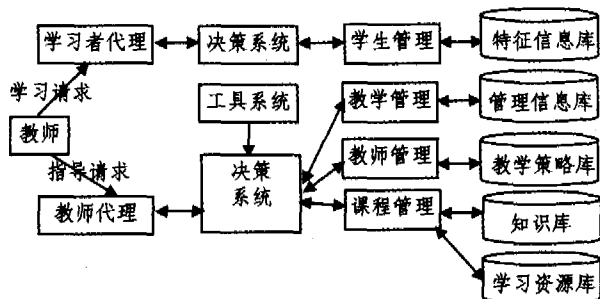 学习者代理
决策系统
学生管理
特征信息库
学习请求
工具系统
教学管理
管理信息库
教师
指导请求
决策
系统
教师管理
教学策略库
教师代理
课程管理
知识库
学习资源库